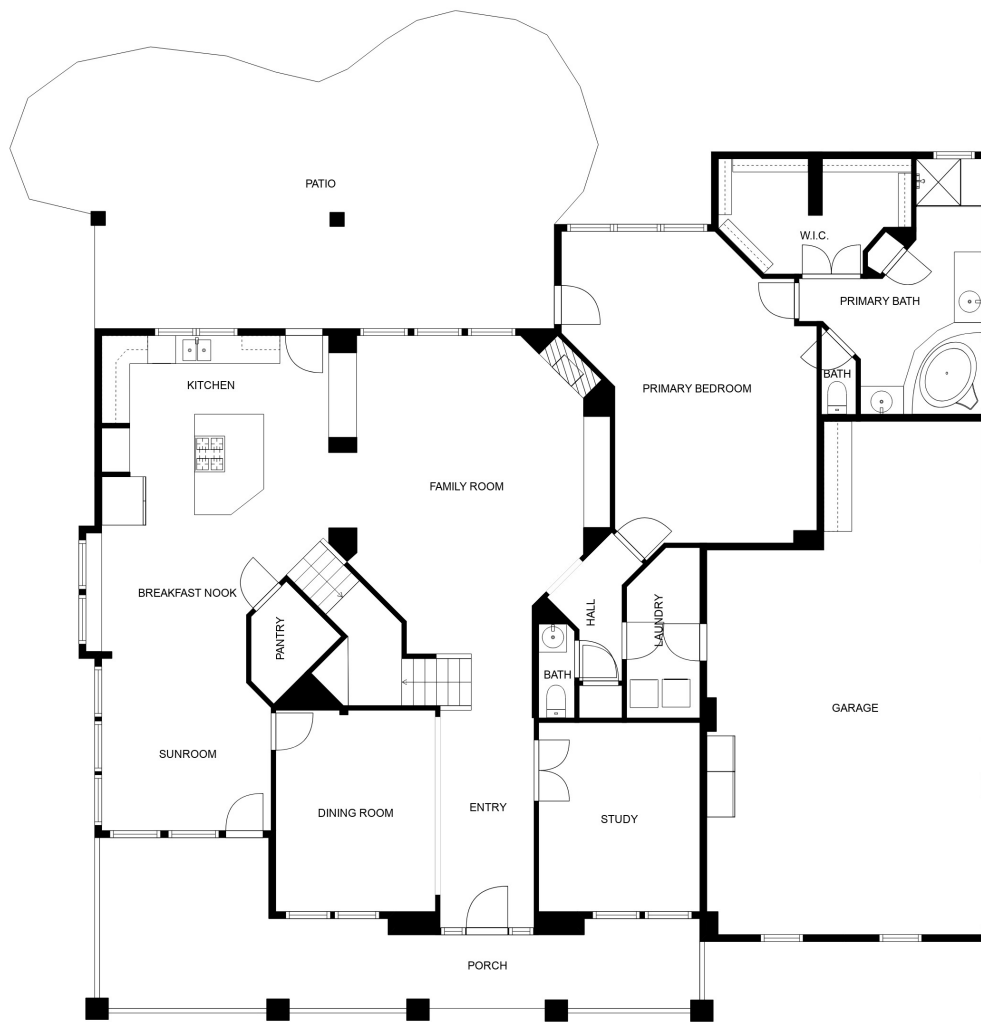 PATIO
W.I.C.
PRIMARY BATH
KITCHEN
PRIMARY BEDROOM
BATH
FAMILY ROOM
BREAKFAST NOOK
HALL
LAUNDRY
PANTRY
BATH
GARAGE
SUNROOM
DINING ROOM
ENTRY
STUDY
PORCH